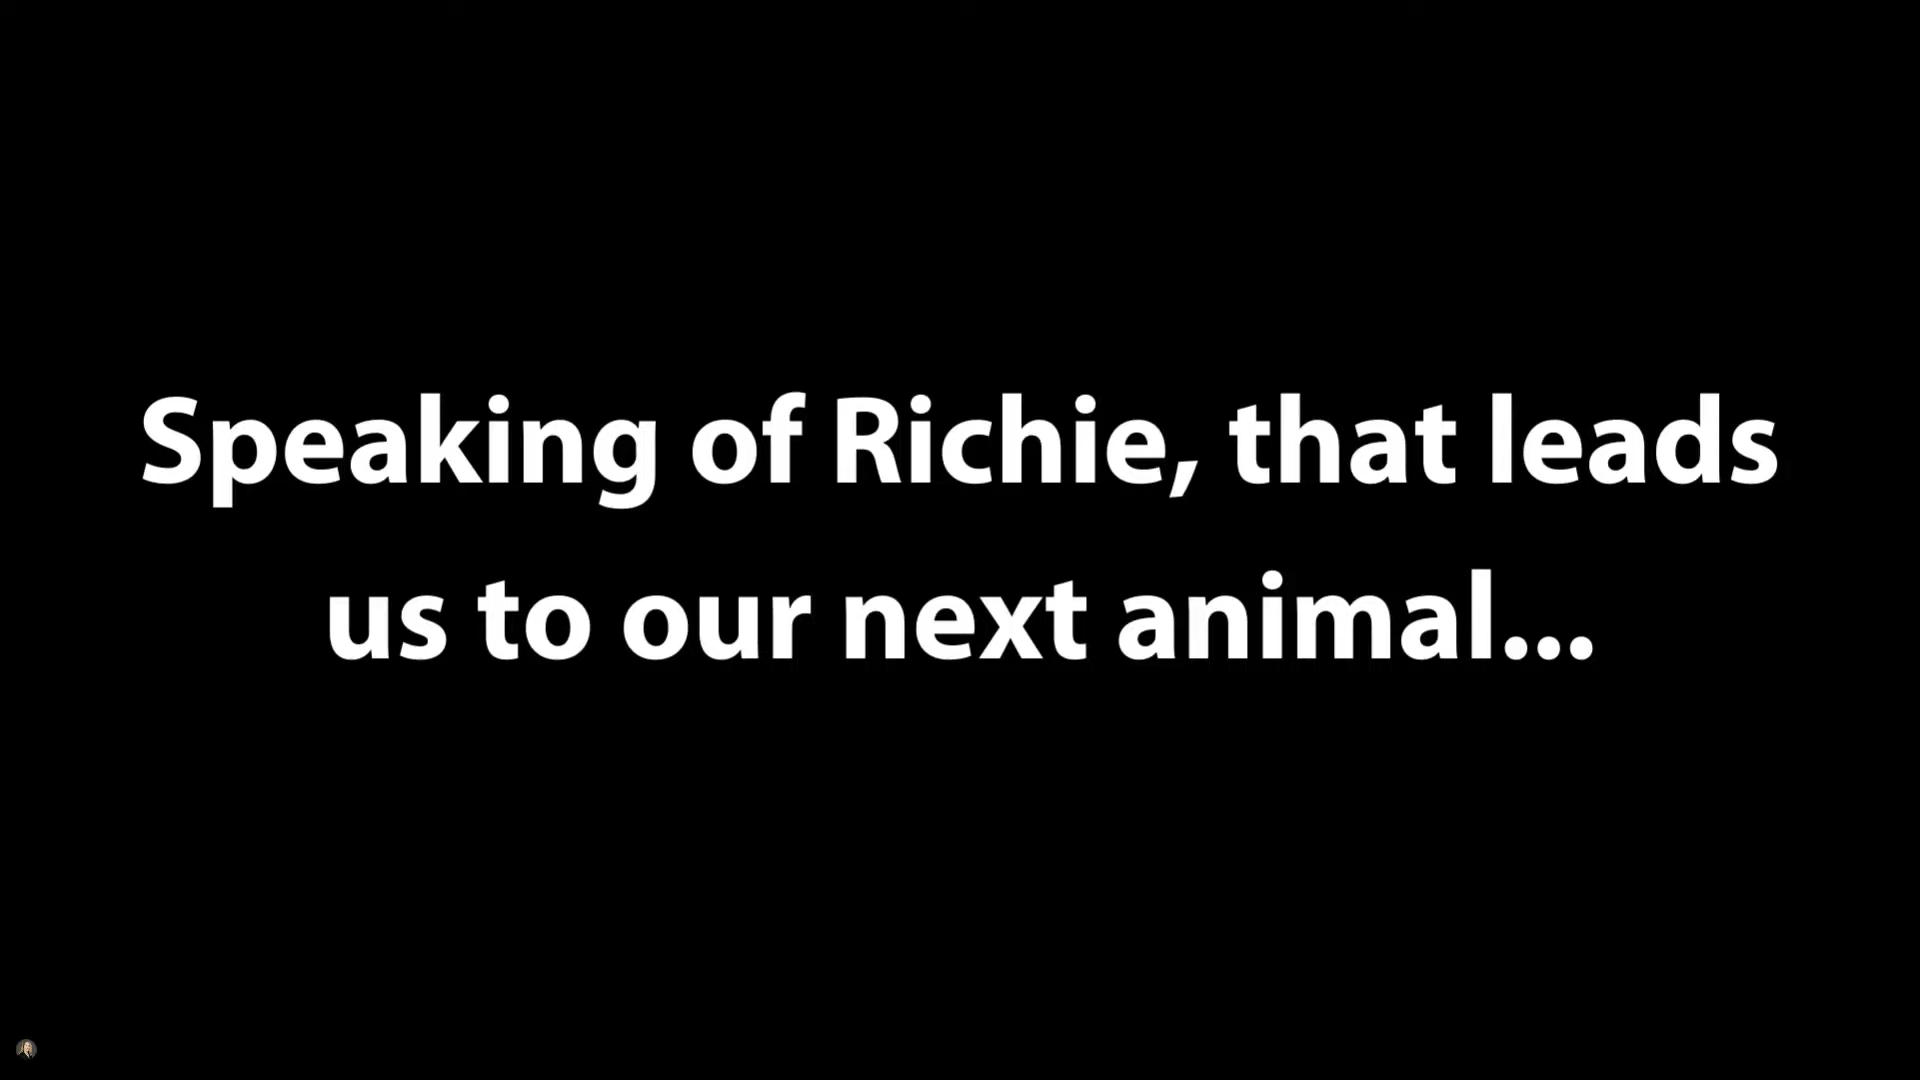 Speaking of Richie, that leads
us to our next animal...